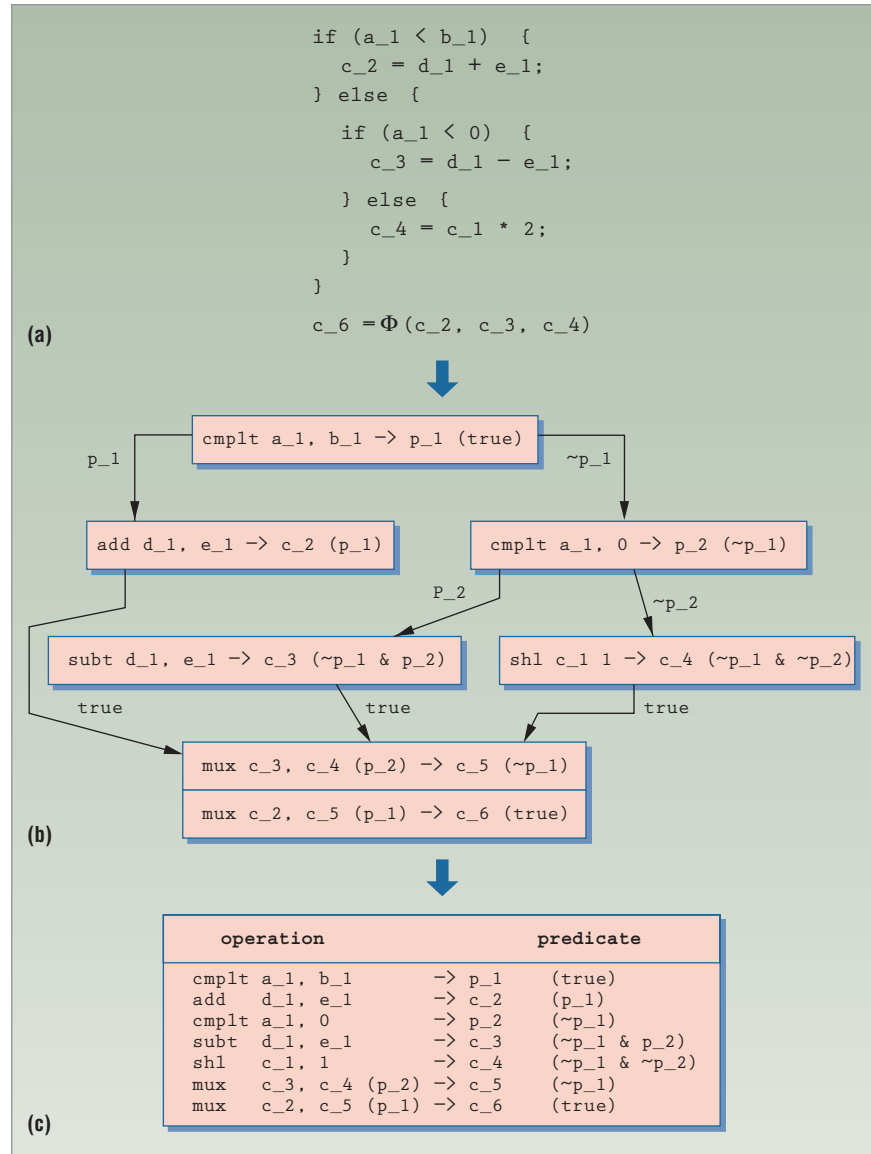 if (a_1 < b_1) {
c_2 = d_1 + e_1;
} else {
if (a_1 < 0) {
c_3 = d_1 − e_1;
} else {
c_4 = c_1 * 2;
}
}
c_6 = Φ (c_2, c_3, c_4)
(a)
cmplt a_1, b_1 −> p_1 (true)
p_1
~p_1
add d_1, e_1 −> c_2 (p_1)
cmplt a_1, 0 −> p_2 (~p_1)
P_2
~p_2
subt d_1, e_1 −> c_3 (~p_1 & p_2)
shl c_1 1 −> c_4 (~p_1 & ~p_2)
true
true
true
mux c_3, c_4 (p_2) −> c_5 (~p_1)
mux c_2, c_5 (p_1) −> c_6 (true)
(b)
operation predicate
cmplt a_1, b_1 −> p_1 (true)
add d_1, e_1 −> c_2 (p_1)
cmplt a_1, 0 −> p_2 (~p_1)
subt d_1, e_1 −> c_3 (~p_1 & p_2)
shl c_1, 1 −> c_4 (~p_1 & ~p_2)
mux c_3, c_4 (p_2) −> c_5 (~p_1)
mux c_2, c_5 (p_1) −> c_6 (true)
(c)